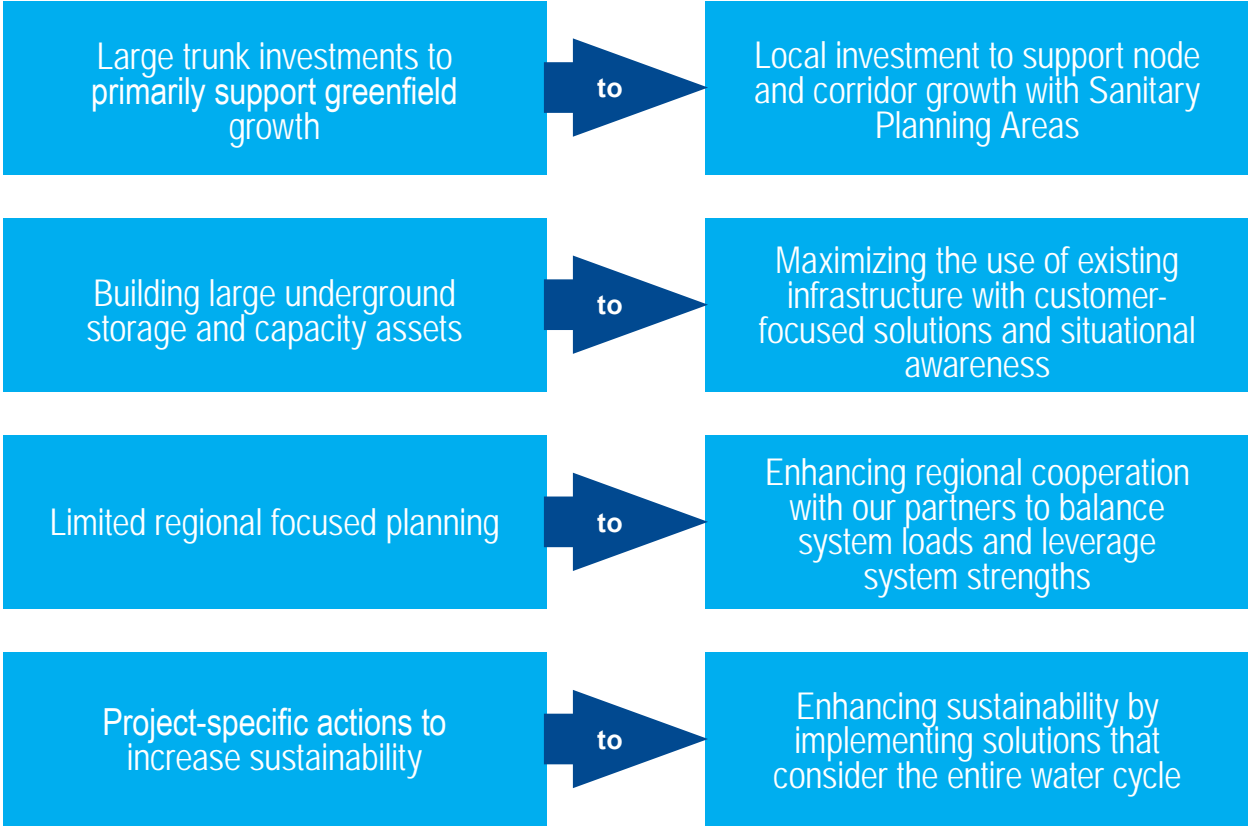 Large trunk investments to
primarily support greenfield
growth
to
Local investment to support node
and corridor growth with Sanitary
Planning Areas
Building large underground
storage and capacity assets
to
Maximizing the use of existing
infrastructure with customer-
focused solutions and situational
awareness
Limited regional focused planning
to
Enhancing regional cooperation
with our partners to balance
system loads and leverage
system strengths
Project-specific actions to
increase sustainability
to
Enhancing sustainability by
implementing solutions that
consider the entire water cycle